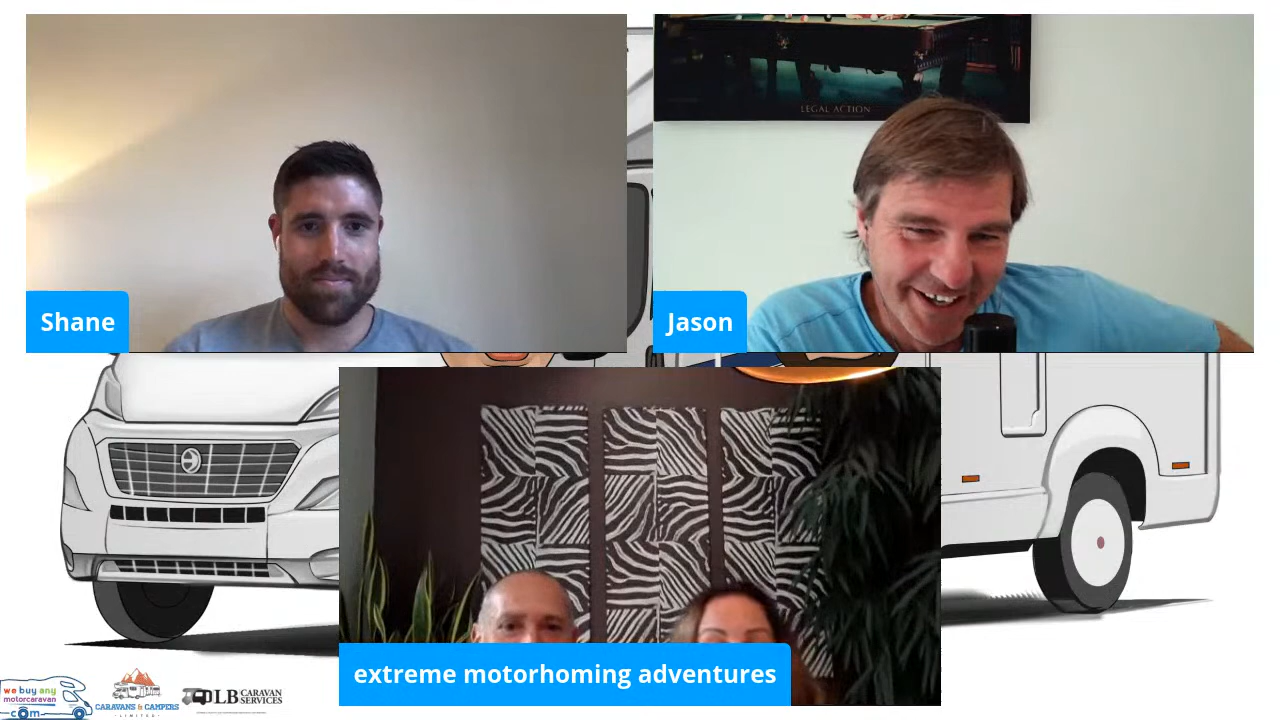 LEGAL ACTION
Shane
Jason
extreme motorhoming adventures
we buy any
motorcaravan
.com
CARAVANS & CAMPERS
- LIMITED -
DLB CARAVAN
SERVICES